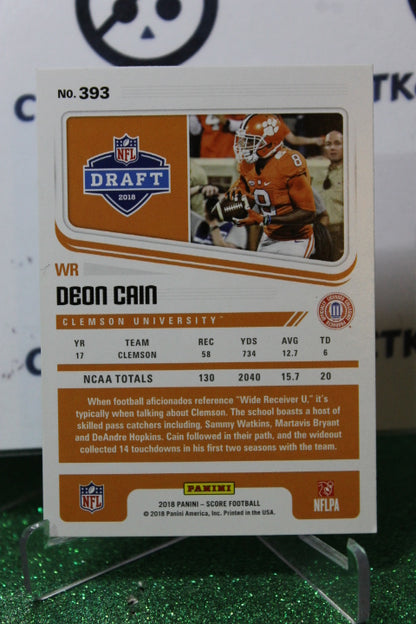 NO. 393
NFL
DRAFT
2018
8
WR
DEON CAIN
CLEMSON UNIVERSITY™
YR TEAM REC YDS AVG TD
17 CLEMSON 58 734 12.7 6
NCAA TOTALS 130 2040 15.7 20
When football aficionados reference "Wide Receiver U," it's
typically when talking about Clemson. The school boasts a host of
skilled pass catchers including, Sammy Watkins, Martavis Bryant
and DeAndre Hopkins. Cain followed in their path, and the wideout
collected 14 touchdowns in his first two seasons with the team.
NFL
PANINI
NFLPA
2018 PANINI – SCORE FOOTBALL
© 2018 Panini America, Inc. Printed in the USA.